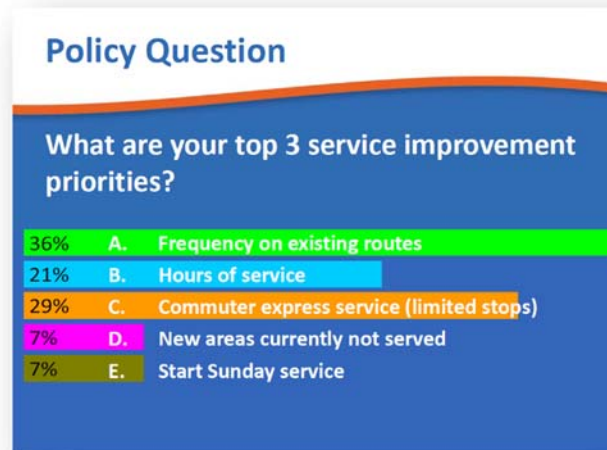 Policy Question
What are your top 3 service improvement
priorities?
36% A. Frequency on existing routes
21% B. Hours of service
29% C. Commuter express service (limited stops)
7% D. New areas currently not served
7% E. Start Sunday service